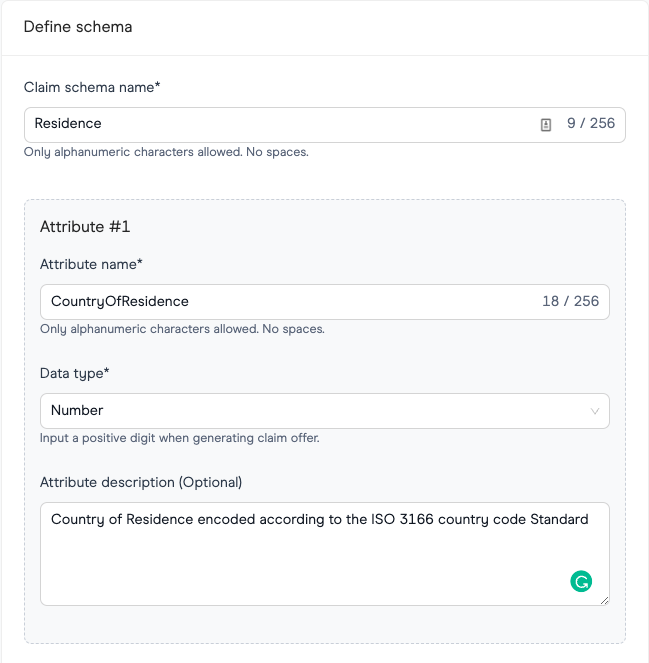 Define schema
Claim schema name*
Residence
9 / 256
Only alphanumeric characters allowed. No spaces.
Attribute #1
Attribute name*
CountryOfResidence
18 / 256
Only alphanumeric characters allowed. No spaces.
Data type*
Number
Input a positive digit when generating claim offer.
Attribute description (Optional)
Country of Residence encoded according to the ISO 3166 country code Standard